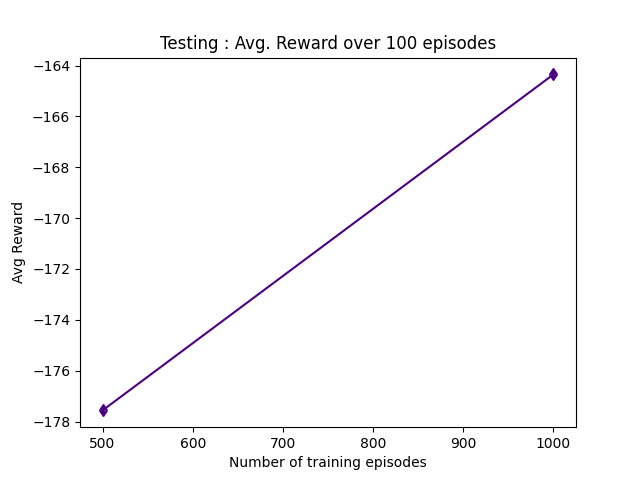 Testing : Avg. Reward over 100 episodes
−164
−166
−168
−170
−172
−174
−176
−178
Avg Reward
500 600 700 800 900 1000
Number of training episodes